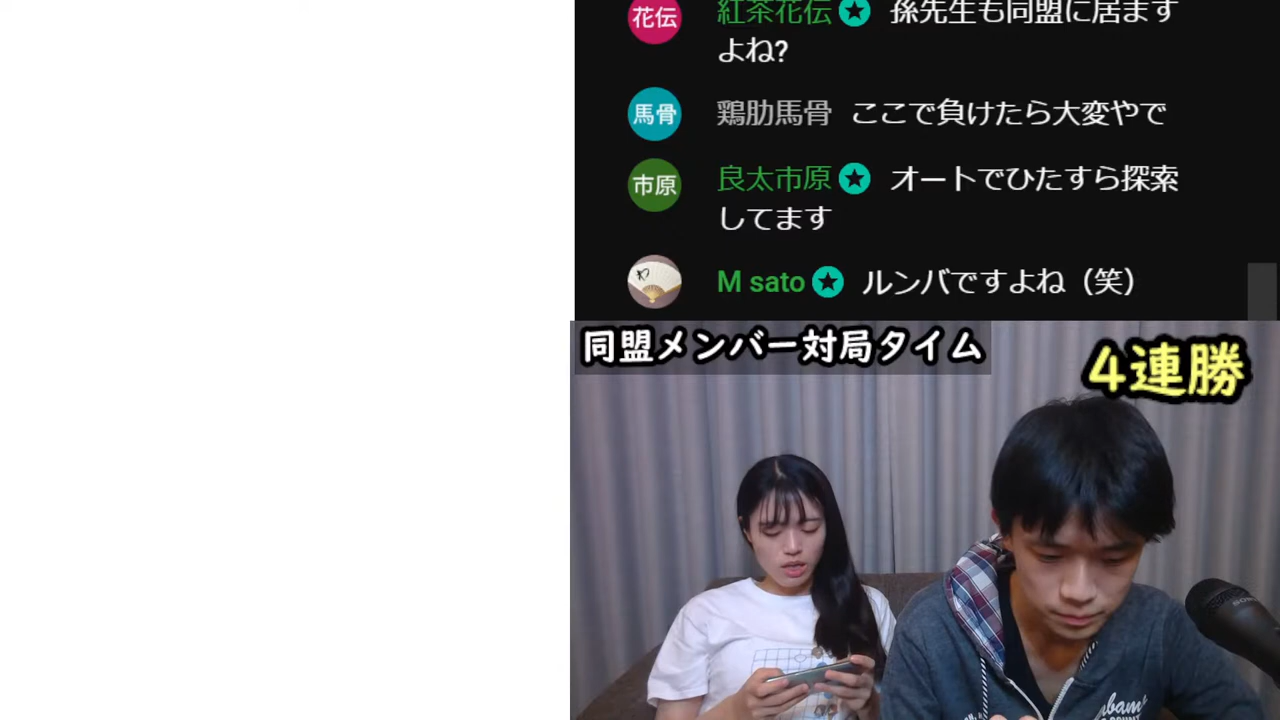 花伝 紅茶花伝 孫先生も同盟に居ます
よね?
馬骨 鶏肋馬骨 ここで負けたら大変やで
市原 良太市原 オートでひたすら探索
してます
M sato ルンバですよね（笑）
同盟メンバー対局タイム
4連勝
SONY